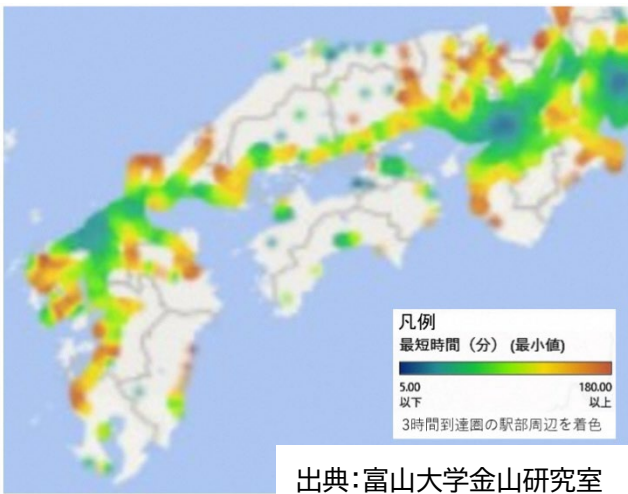 凡例
最短時間（分）（最小値）
5.00 180.00
以下 以上
3時間到達圏の駅部周辺を着色
出典：富山大学金山研究室